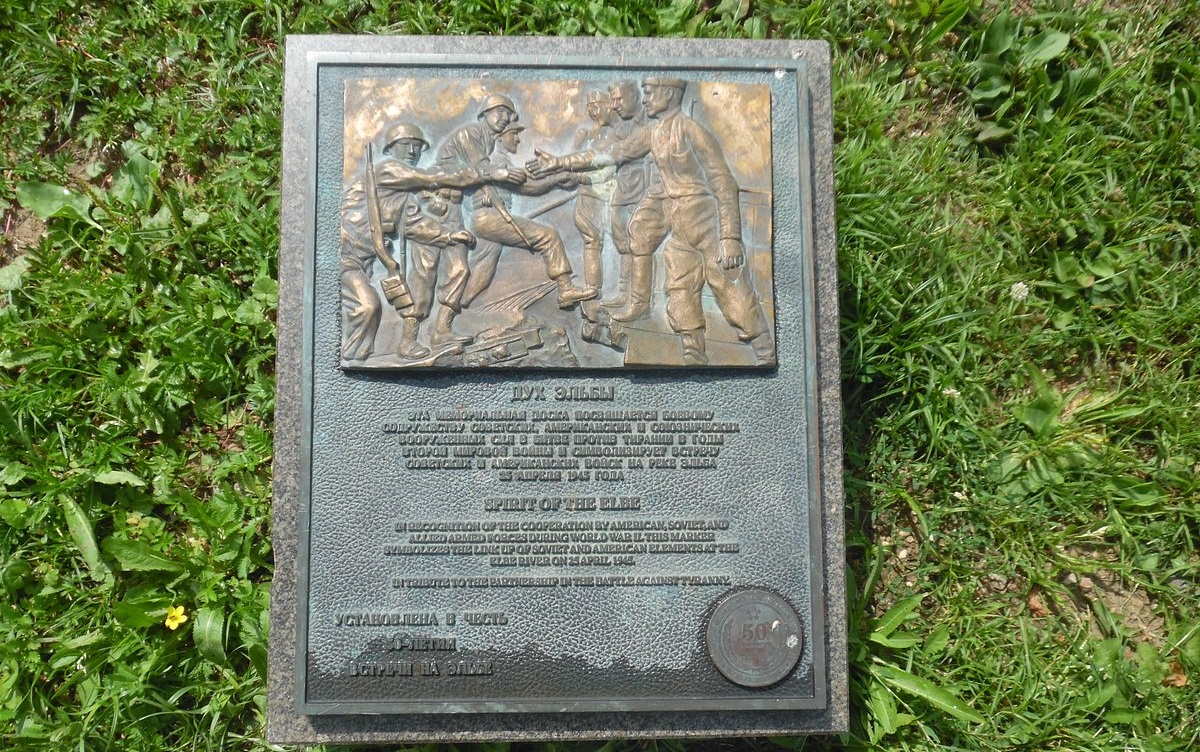 ДУХ ЭЛЬБЫ
ЭТА МЕМОРИАЛЬНАЯ ДОСКА ПОСВЯЩАЕТСЯ БОЕВОМУ
СОДРУЖЕСТВУ СОВЕТСКИХ, АМЕРИКАНСКИХ И СОЮЗНИЧЕСКИХ
ВООРУЖЕННЫХ СИЛ В БИТВЕ ПРОТИВ ТИРАНИИ В ГОДЫ
ВТОРОЙ МИРОВОЙ ВОЙНЫ И СИМВОЛИЗИРУЕТ ВСТРЕЧУ
СОВЕТСКИХ И АМЕРИКАНСКИХ ВОЙСК НА РЕКЕ ЭЛЬБА
25 АПРЕЛЯ 1945 ГОДА
SPIRIT OF THE ELBE
IN RECOGNITION OF THE COOPERATION BY AMERICAN, SOVIET, AND
ALLIED ARMED FORCES DURING WORLD WAR II. THIS MARKER
SYMBOLIZES THE LINK UP OF SOVIET AND AMERICAN ELEMENTS AT THE
ELBE RIVER ON 25 APRIL 1945.
IN TRIBUTE TO THE PARTNERSHIP IN THE BATTLE AGAINST TYRANNY.
УСТАНОВЛЕНА В ЧЕСТЬ
-ЛЕТИЯ
ВСТРЕЧИ НА ЭЛЬБЕ
50